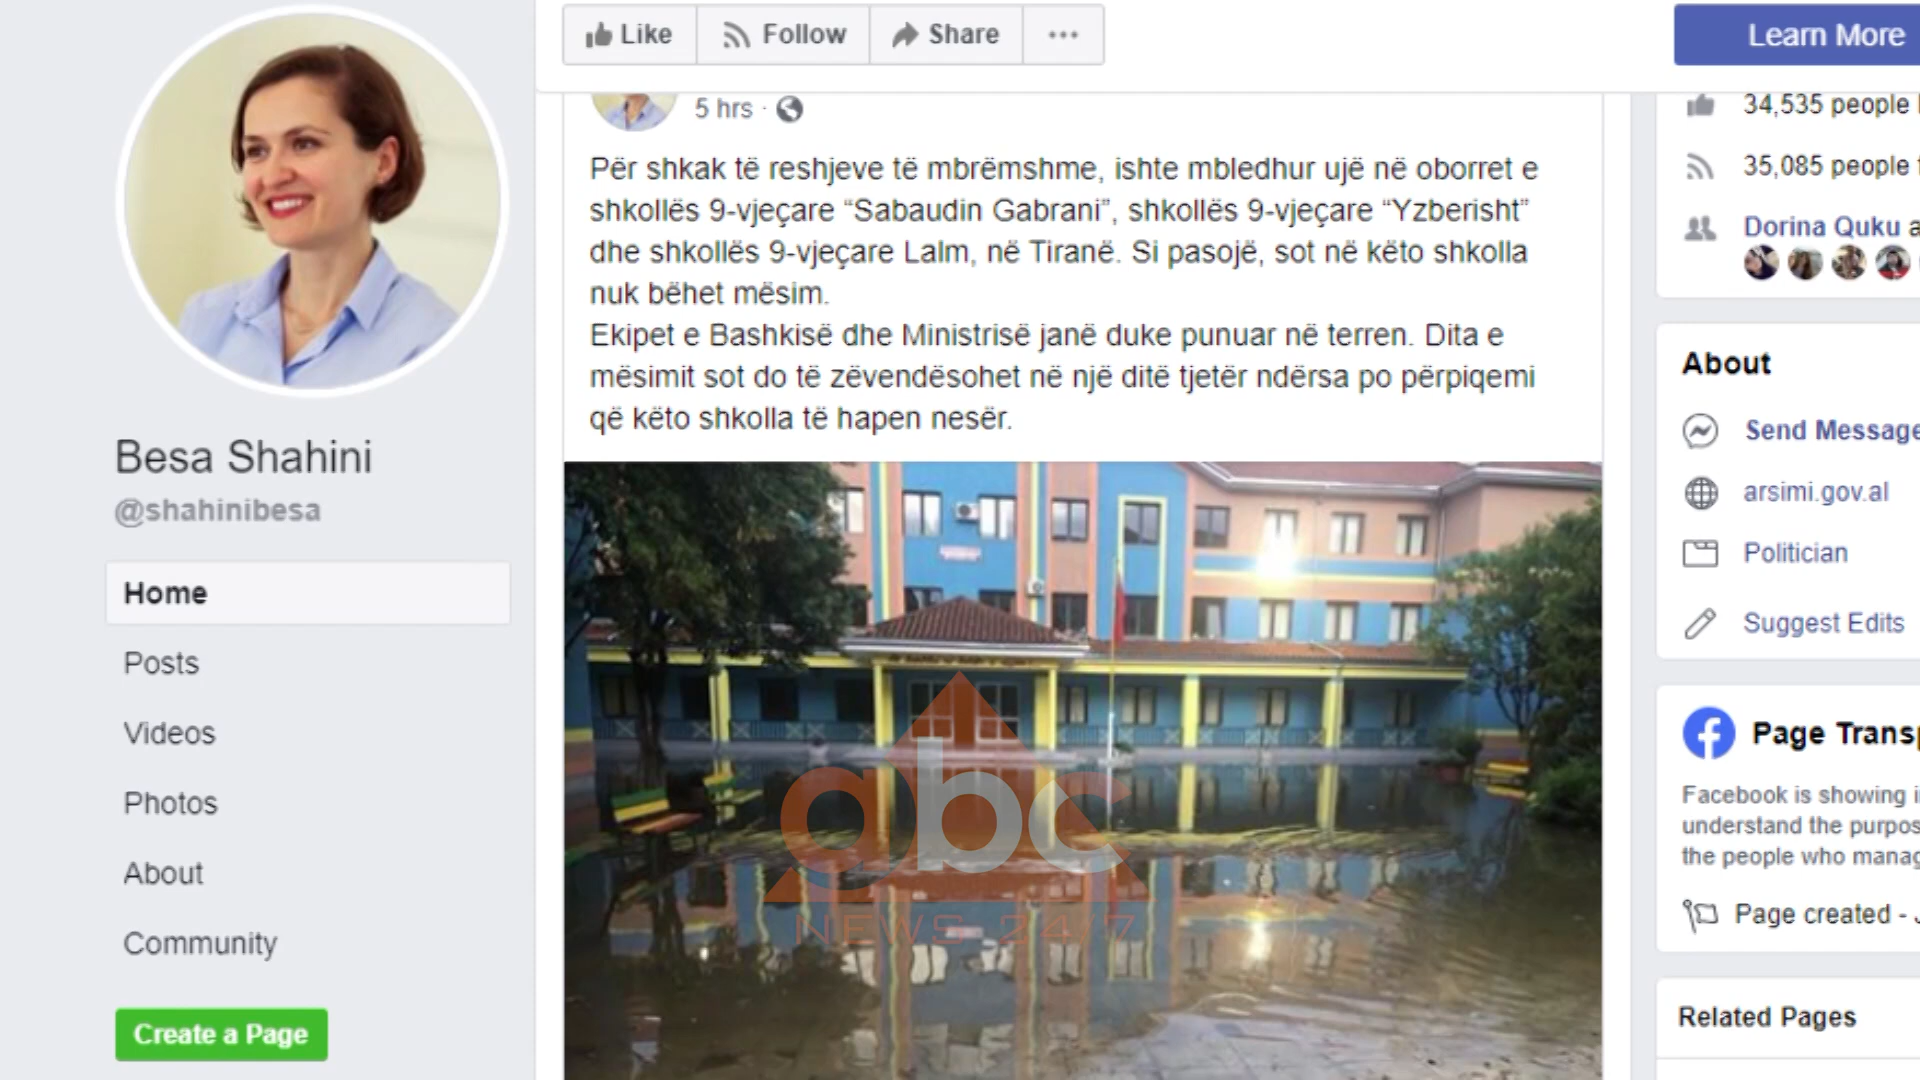 Like
Follow
Share
Learn More
5 hrs
Për shkak të reshjeve të mbrëmshme, ishte mbledhur ujë në oborret e
shkollës 9-vjeçare “Sabaudin Gabrani”, shkollës 9-vjeçare “Yzberisht”
dhe shkollës 9-vjeçare Lalm, në Tiranë. Si pasojë, sot në këto shkolla
nuk bëhet mësim.
Ekipet e Bashkisë dhe Ministrisë janë duke punuar në terren. Dita e
mësimit sot do të zëvendësohet në një ditë tjetër ndërsa po përpiqemi
që këto shkolla të hapen nesër.
abc
NEWS 24/7
Besa Shahini
@shahinibesa
Home
Posts
Videos
Photos
About
Community
Create a Page
34,535 people
35,085 people
Dorina Quku
About
Send Message
arsimi.gov.al
Politician
Suggest Edits
Page
Facebook is showing
understand the
the people who
Page created -
Related Pages